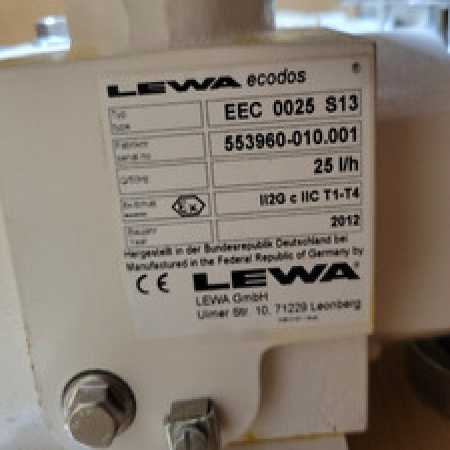 LEWA ecodos ®
Typ EEC 0025 S13
type
Fabriknr. 553960-010.001
serial no.
25 l/h
Ex II2G c IIC T1-T4
Baujahr 2012
Year
Hergestellt in der Bundesrepublik Deutschland bei
Manufactured in the Federal Republic of Germany by
CE LEWA
LEWA GmbH
Ulmer Str. 10, 71229 Leonberg